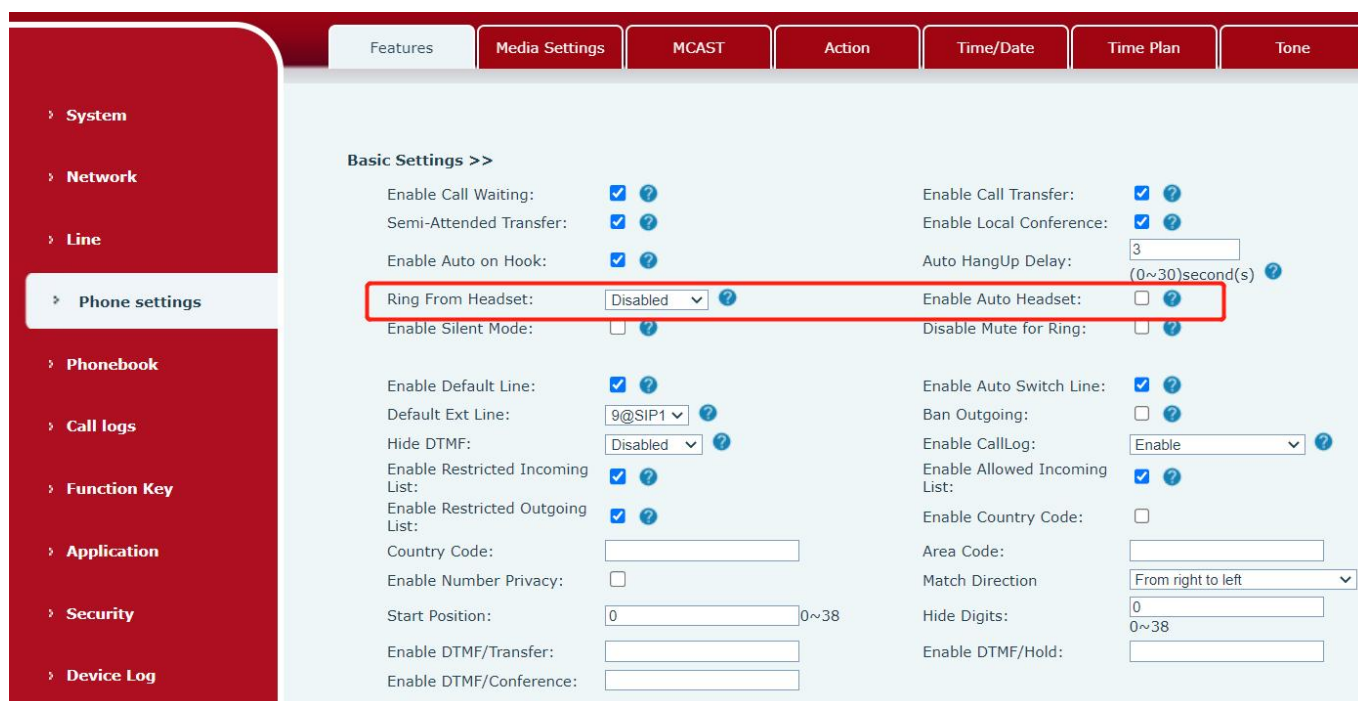 Features Media Settings MCAST Action Time/Date Time Plan Tone
System
Network
Line
Phone settings
Phonebook
Call logs
Function Key
Application
Security
Device Log
Basic Settings >>
Enable Call Waiting: Enable Call Transfer:
Semi-Attended Transfer: Enable Local Conference:
Enable Auto on Hook: Auto HangUp Delay: 3
(0~30)second(s)
Ring From Headset: Disabled Enable Auto Headset:
Enable Silent Mode: Disable Mute for Ring:
Enable Default Line: Enable Auto Switch Line:
Default Ext Line: 9@SIP1 Ban Outgoing:
Hide DTMF: Disabled Enable CallLog: Enable
Enable Restricted Incoming
List:
Enable Allowed Incoming
List:
Enable Restricted Outgoing
List:
Enable Country Code:
Country Code: Area Code:
Enable Number Privacy: Match Direction From right to left
Start Position: 0 0~38 Hide Digits: 0
0~38
Enable DTMF/Transfer: Enable DTMF/Hold:
Enable DTMF/Conference: